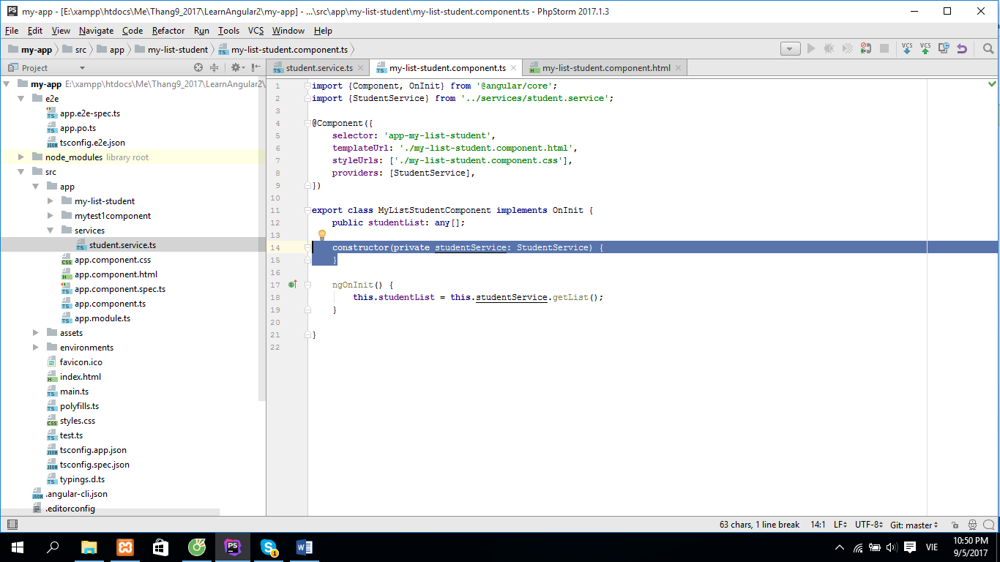 my-app - [E:\xampp\htdocs\Me\Thang9_2017\LearnAngular2\my-app] - ...\src\app\my-list-student\my-list-student.component.ts - PhpStorm 2017.1.3
File Edit View Navigate Code Refactor Run Tools VCS Window Help
my-app src app my-list-student my-list-student.component.ts
VCS VCS
Project
student.service.ts my-list-student.component.ts my-list-student.component.html
my-app E:\xampp\htdocs\Me\Thang9_2017\LearnAngular2\
e2e
app.e2e-spec.ts
app.po.ts
tsconfig.e2e.json
node_modules library root
src
app
my-list-student
mytest1component
services
student.service.ts
app.component.css
app.component.html
app.component.spec.ts
app.component.ts
app.module.ts
assets
environments
favicon.ico
index.html
main.ts
polyfills.ts
styles.css
test.ts
tsconfig.app.json
tsconfig.spec.json
typings.d.ts
.angular-cli.json
.editorconfig
1 import {Component, OnInit} from '@angular/core';
2 import {StudentService} from '../services/student.service';
3
4 @Component({
5 selector: 'app-my-list-student',
6 templateUrl: './my-list-student.component.html',
7 styleUrls: ['./my-list-student.component.css'],
8 providers: [StudentService],
9 })
10
11 export class MyListStudentComponent implements OnInit {
12 public studentList: any[];
13
14 constructor(private studentService: StudentService) {
15 }
16
17 ngOnInit() {
18 this.studentList = this.studentService.getList();
19 }
20
21 }
22
63 chars, 1 line break 14:1 LF UTF-8 Git: master
VIE
10:50 PM
9/5/2017